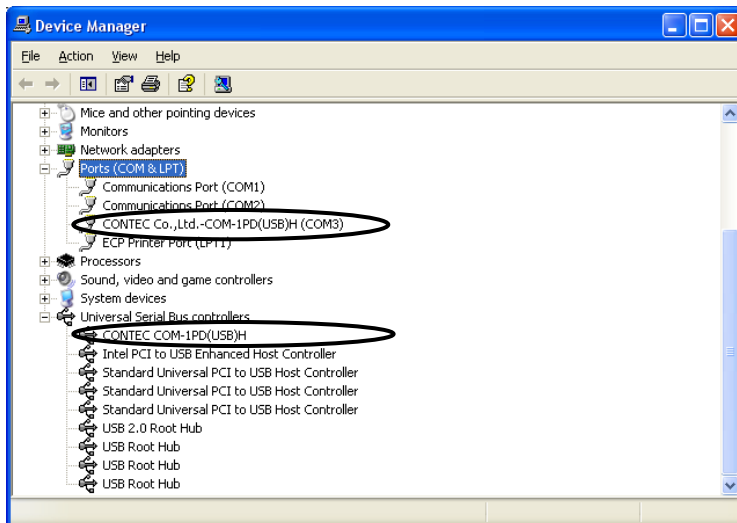 Device Manager
File Action View Help
Mice and other pointing devices
Monitors
Network adapters
Ports (COM & LPT)
Communications Port (COM1)
Communications Port (COM2)
CONTEC Co.,Ltd.-COM-1PD(USB)H (COM3)
ECP Printer Port (LPT1)
Processors
Sound, video and game controllers
System devices
Universal Serial Bus controllers
CONTEC COM-1PD(USB)H
Intel PCI to USB Enhanced Host Controller
Standard Universal PCI to USB Host Controller
Standard Universal PCI to USB Host Controller
Standard Universal PCI to USB Host Controller
USB 2.0 Root Hub
USB Root Hub
USB Root Hub
USB Root Hub